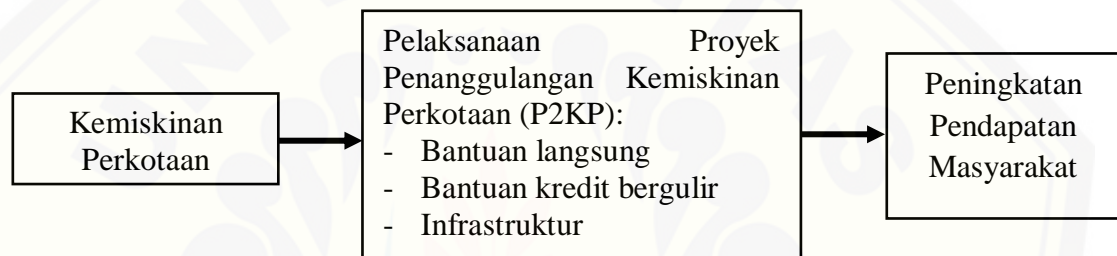 Kemiskinan
Perkotaan
Pelaksanaan Proyek
Penanggulangan Kemiskinan
Perkotaan (P2KP):
- Bantuan langsung
- Bantuan kredit bergulir
- Infrastruktur
Peningkatan
Pendapatan
Masyarakat